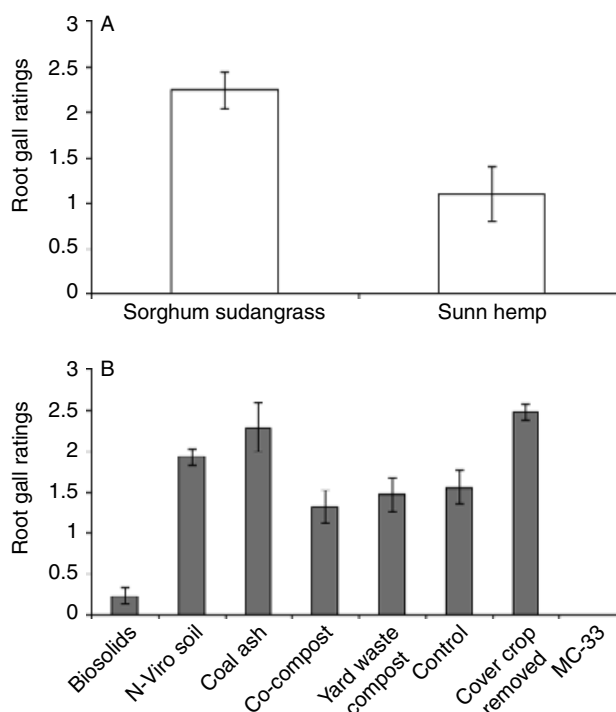 A
Root gall ratings
3
2.5
2
1.5
1
0.5
0
Sorghum sudangrass
Sunn hemp
B
Root gall ratings
3
2.5
2
1.5
1
0.5
0
Biosolids
N-Viro soil
Coal ash
Co-compost
Yard waste
compost
Control
Cover crop
removed
MC-33